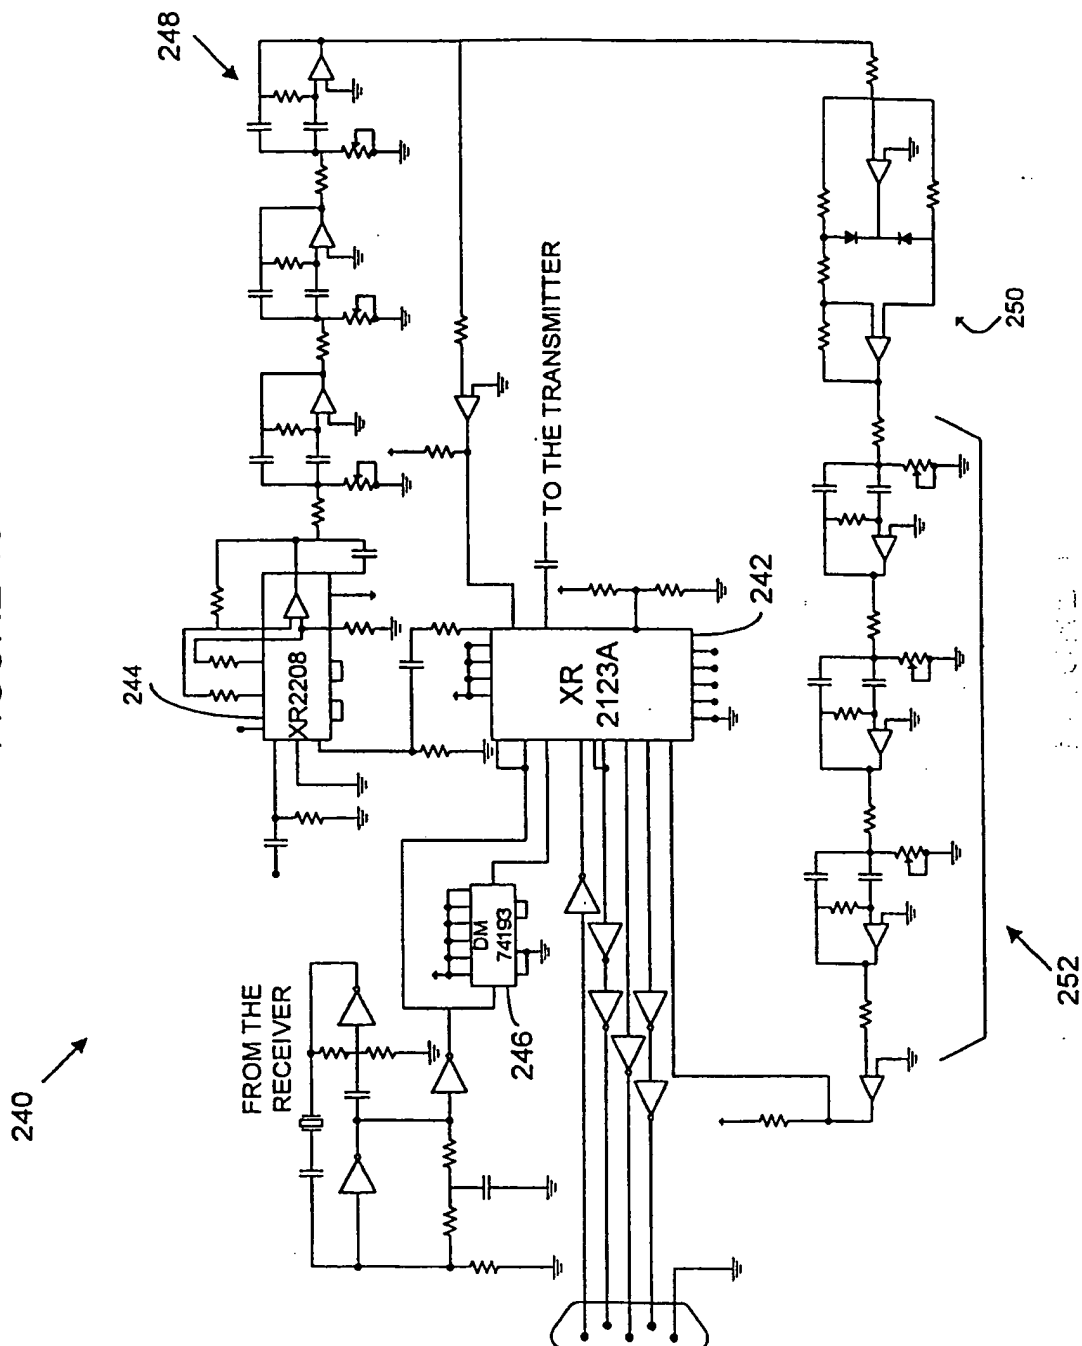 240
FROM THE
RECEIVER
246
DM
74193
244
XR2208
248
TO THE TRANSMITTER
XR
2123A
242
250
252